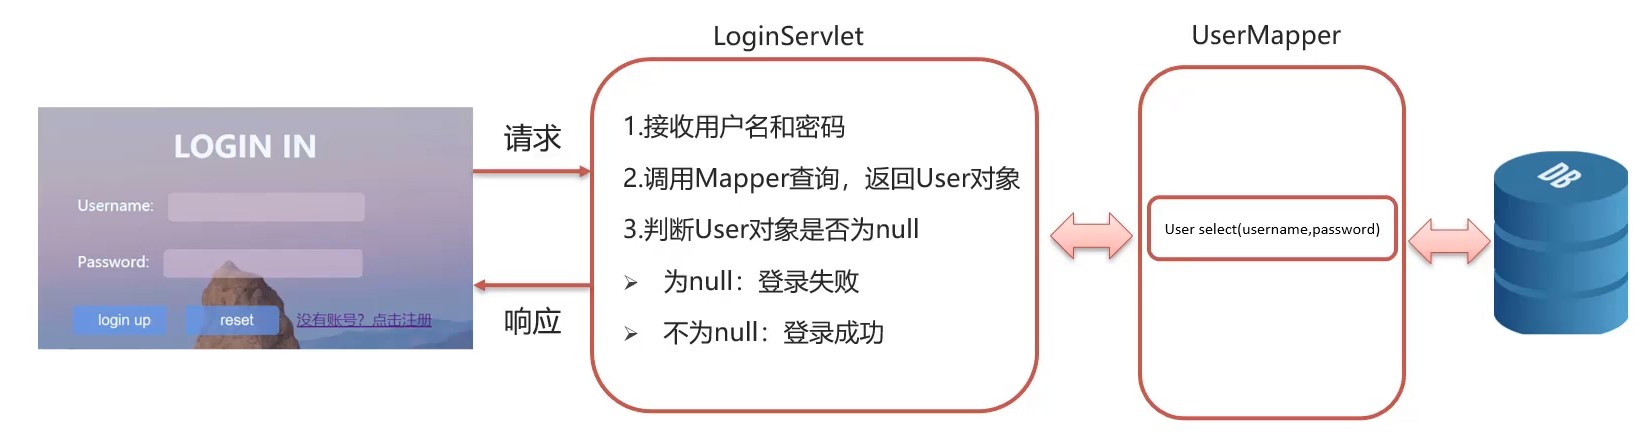 LoginServlet
UserMapper
LOGIN IN
Username:
Password:
login up
reset
没有账号？点击注册
请求
响应
1.接收用户名和密码
2.调用Mapper查询，返回User对象
3.判断User对象是否为null
➢ 为null：登录失败
➢ 不为null：登录成功
User select(username,password)
DB